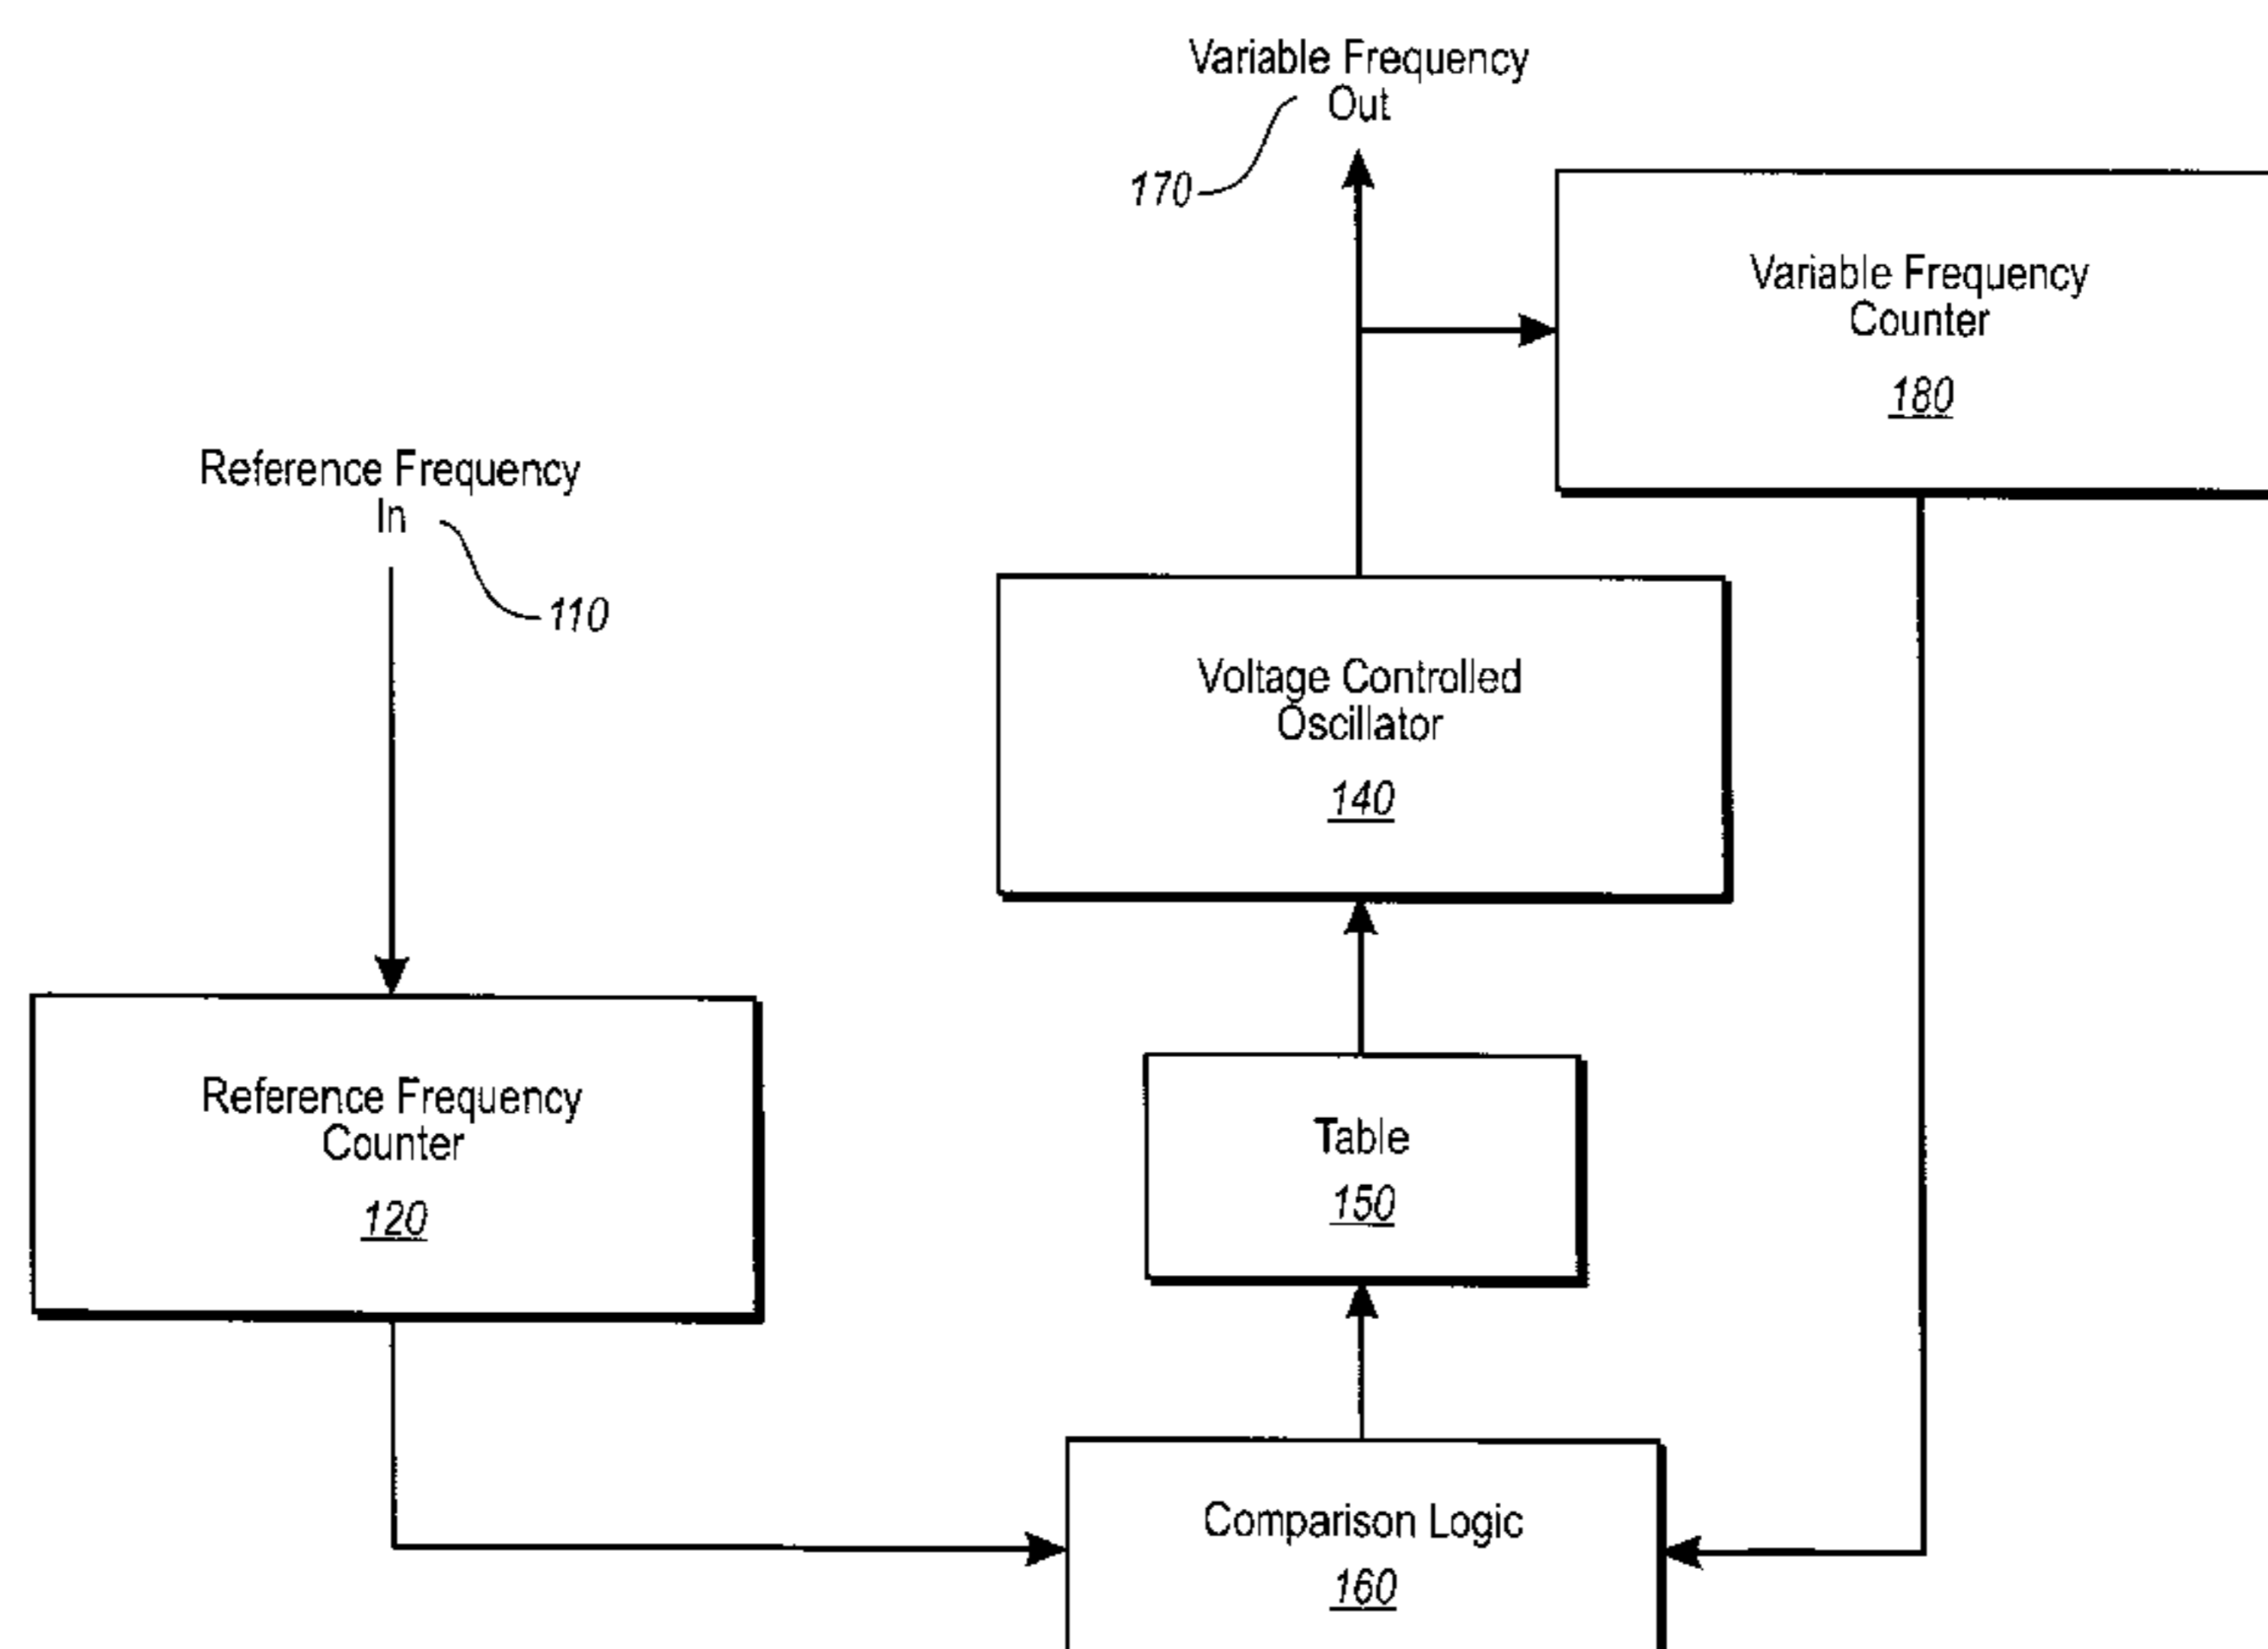 Variable Frequency
Out
170
Variable Frequency
Counter
180
Reference Frequency
In
110
Voltage Controlled
Oscillator
140
Reference Frequency
Counter
120
Table
150
Comparison Logic
160